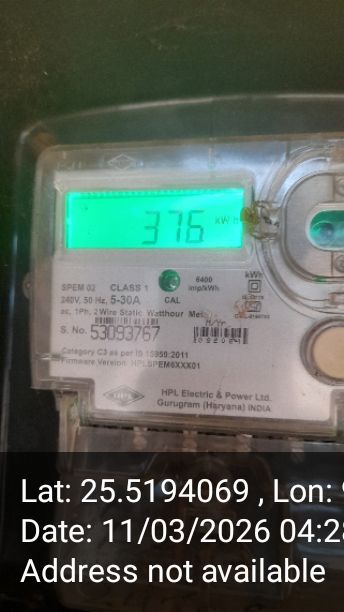 376 kWh
SPEM 02 CLASS 1 6400 kWh
240V, 50 Hz, 5-30A CAL imp/kWh
ac, 1Ph, 2 Wire Static Watthour
S. No. 53093767
Category C3 as per IS 15959:2011
Firmware Version: HPLSPEM6XXX01
HPL Electric & Power Ltd.
Gurugram (Haryana) INDIA
Lat: 25.5194069 , Lon:
Date: 11/03/2026 04:28
Address not available